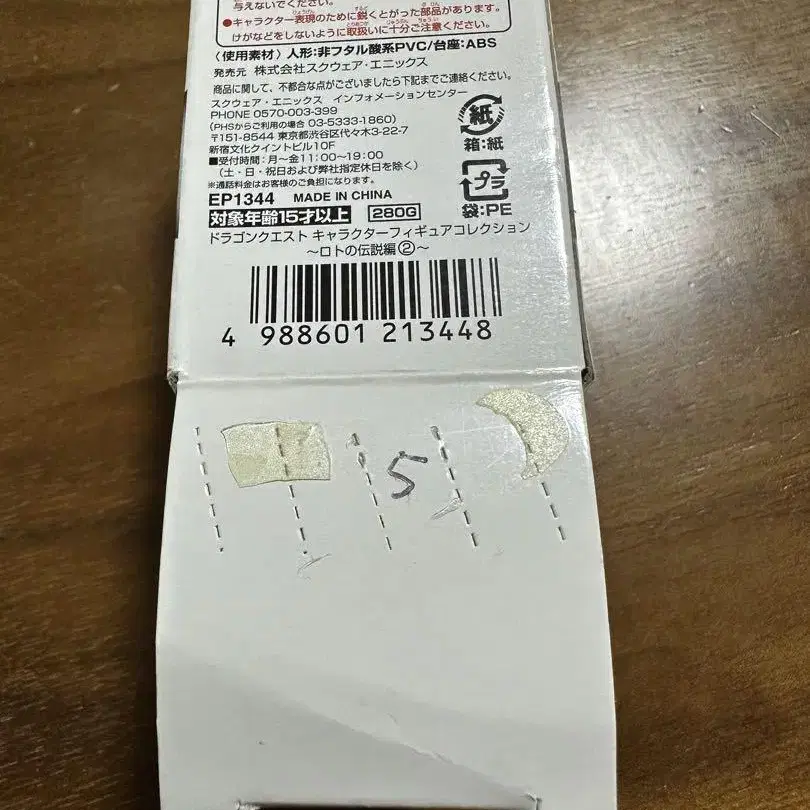 与えないでください。
●キャラクター表現のために鋭くとがった部品があります。
けがなどをしないように取扱いに十分ご注意ください。
〈使用素材〉人形:非フタル酸系PVC/台座:ABS
発売元 株式会社スクウェア・エニックス
商品に関して、不都合な点がございましたら下記までご連絡ください。
スクウェア・エニックス インフォメーションセンター
PHONE 0570-003-399
(PHSからご利用の場合 03-5333-1860)
〒151-8544 東京都渋谷区代々木3-22-7
新宿文化クイントビル10F
■受付時間:月〜金11:00〜19:00
(土・日・祝日および弊社指定休日を除く)
※通話料金はお客様のご負担になります。
紙
箱:紙
プラ
袋:PE
EP1344 MADE IN CHINA
対象年齢15才以上 280G
ドラゴンクエスト キャラクターフィギュアコレクション
〜ロトの伝説編②〜
4 988601 213448
5